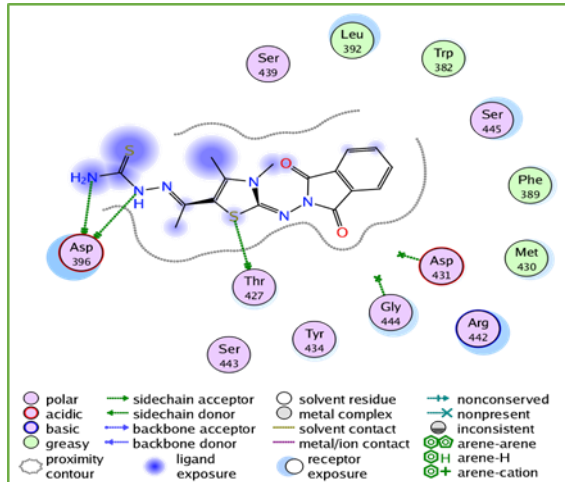 Leu
392
Trp
382
Ser
439
Ser
445
S
O
H₂N
N
H
N
N
N
N
S
O
Phe
389
Asp
396
Thr
427
Asp
431
Met
430
Gly
444
Arg
442
Tyr
434
Ser
443
polar
acidic
basic
greasy
proximity
contour
sidechain acceptor
sidechain donor
backbone acceptor
backbone donor
ligand
exposure
solvent residue
metal complex
solvent contact
metal/ion contact
receptor
exposure
nonconserved
nonpresent
inconsistent
arene-arene
H arene-H
+ arene-cation